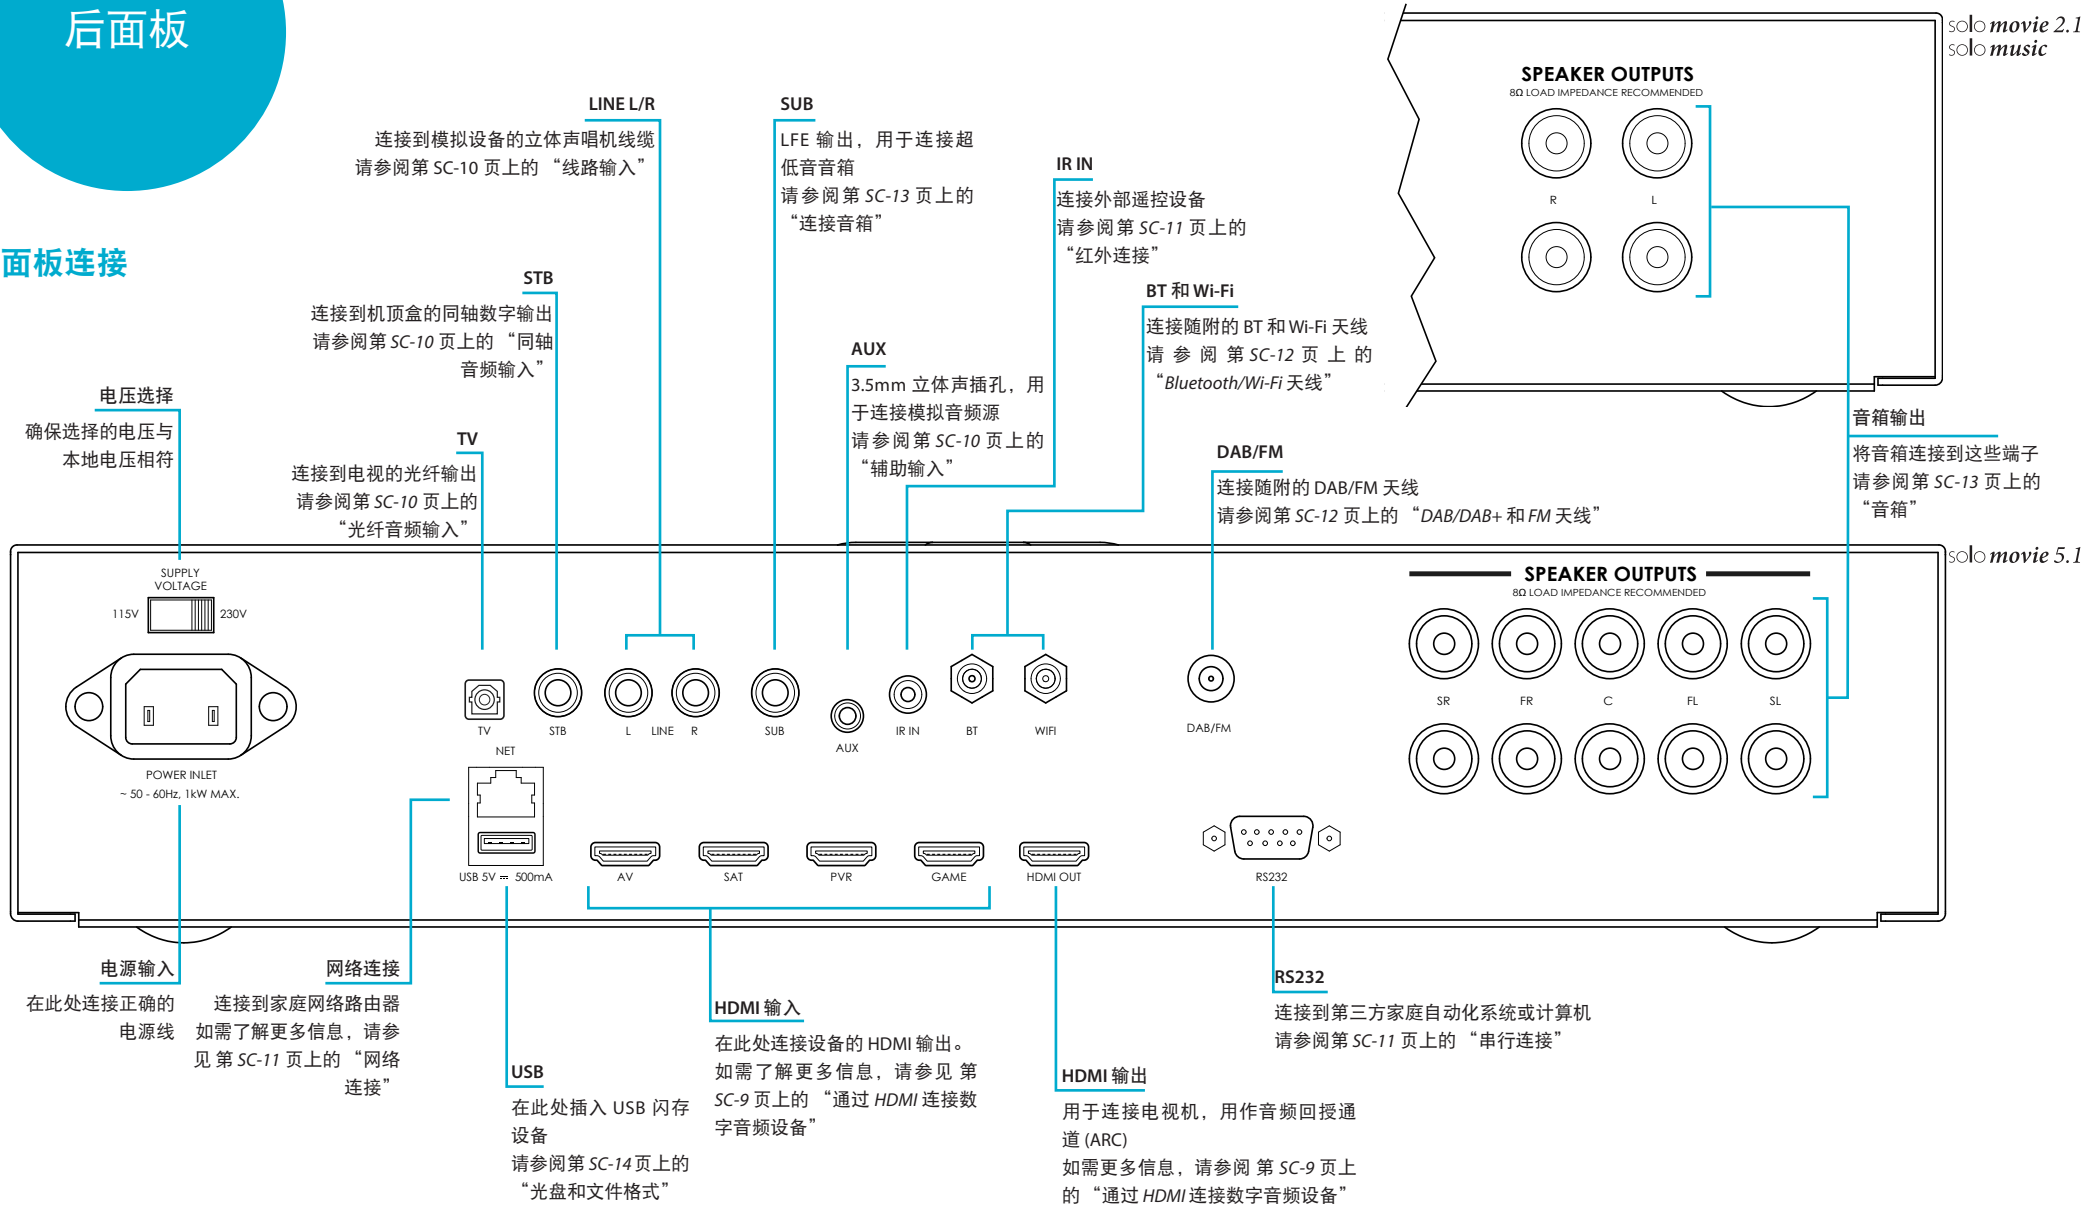 后面板
solo movie 2.1
solo music
SPEAKER OUTPUTS
8Ω LOAD IMPEDANCE RECOMMENDED
R
L
LINE L/R
连接到模拟设备的立体声唱机线缆
请参阅第 SC-10 页上的 “线路输入”
SUB
LFE 输出，用于连接超
低音音箱
请参阅第 SC-13 页上的
“连接音箱”
IR IN
连接外部遥控设备
请参阅第 SC-11 页上的
“红外连接”
面板连接
STB
连接到机顶盒的同轴数字输出
请参阅第 SC-10 页上的 “同轴
音频输入”
BT 和 Wi-Fi
连接随附的 BT 和 Wi-Fi 天线
请 参 阅 第 SC-12 页 上 的
“Bluetooth/Wi-Fi 天线”
AUX
3.5mm 立体声插孔，用
于连接模拟音频源
请参阅第 SC-10 页上的
“辅助输入”
电压选择
确保选择的电压与
本地电压相符
TV
连接到电视的光纤输出
请参阅第 SC-10 页上的
“光纤音频输入”
DAB/FM
连接随附的 DAB/FM 天线
请参阅第 SC-12 页上的 “DAB/DAB+ 和 FM 天线”
音箱输出
将音箱连接到这些端子
请参阅第 SC-13 页上的
“音箱”
solo movie 5.1
SUPPLY
VOLTAGE
115V
230V
POWER INLET
~ 50 - 60Hz, 1kW MAX.
TV
STB
L
LINE
R
SUB
AUX
IR IN
BT
WIFI
DAB/FM
SPEAKER OUTPUTS
8Ω LOAD IMPEDANCE RECOMMENDED
SR
FR
C
FL
SL
NET
USB 5V ⎓ 500mA
AV
SAT
PVR
GAME
HDMI OUT
RS232
电源输入
在此处连接正确的
电源线
网络连接
连接到家庭网络路由器
如需了解更多信息，请参
见 第 SC-11 页上的 “网络
连接”
USB
在此处插入 USB 闪存
设备
请参阅第 SC-14 页上的
“光盘和文件格式”
HDMI 输入
在此处连接设备的 HDMI 输出。
如需了解更多信息，请参见 第
SC-9 页上的 “通过 HDMI 连接数
字音频设备”
HDMI 输出
用于连接电视机，用作音频回授通
道 (ARC)
如需更多信息，请参阅 第 SC-9 页上
的 “通过 HDMI 连接数字音频设备”
RS232
连接到第三方家庭自动化系统或计算机
请参阅第 SC-11 页上的 “串行连接”